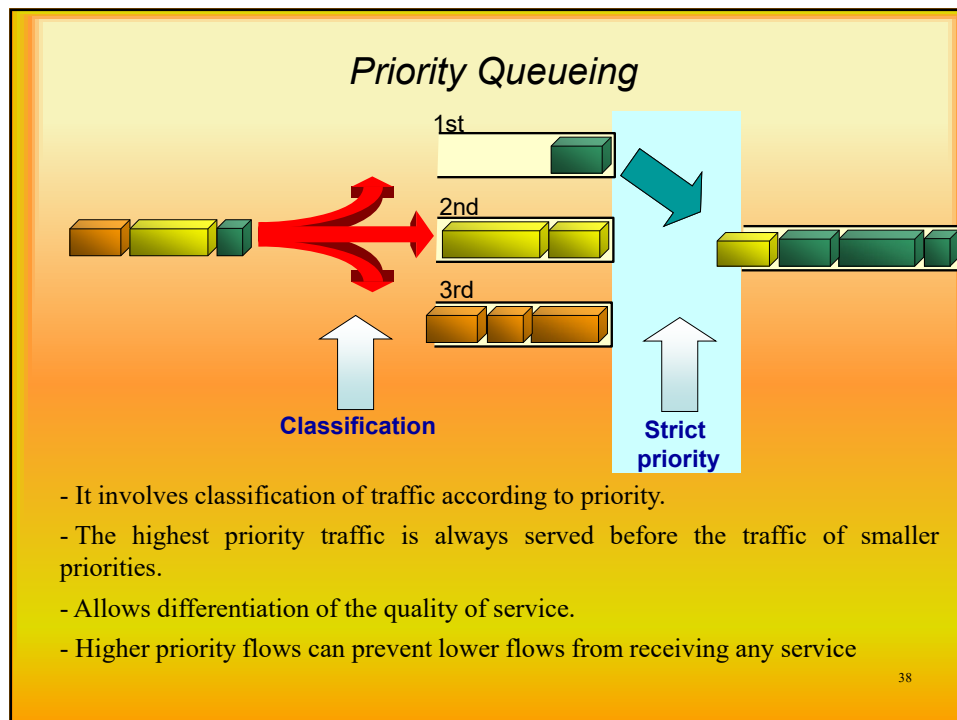 Priority Queueing
1st
2nd
3rd
Classification
Strict
priority
- It involves classification of traffic according to priority.
- The highest priority traffic is always served before the traffic of smaller
priorities.
- Allows differentiation of the quality of service.
- Higher priority flows can prevent lower flows from receiving any service
38